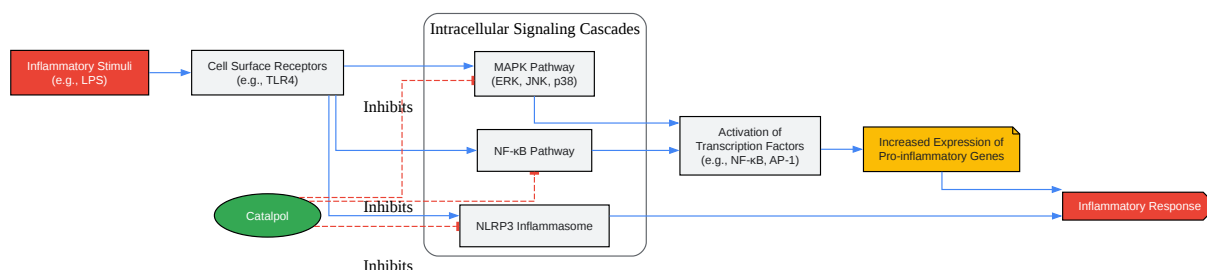 Intracellular Signaling Cascades
Inflammatory Stimuli
(e.g., LPS)
Cell Surface Receptors
(e.g., TLR4)
MAPK Pathway
(ERK, JNK, p38)
Inhibits
NF-κB Pathway
Activation of
Transcription Factors
(e.g., NF-κB, AP-1)
Increased Expression of
Pro-inflammatory Genes
Catalpol
Inhibits
NLRP3 Inflammasome
Inflammatory Response
Inhibits